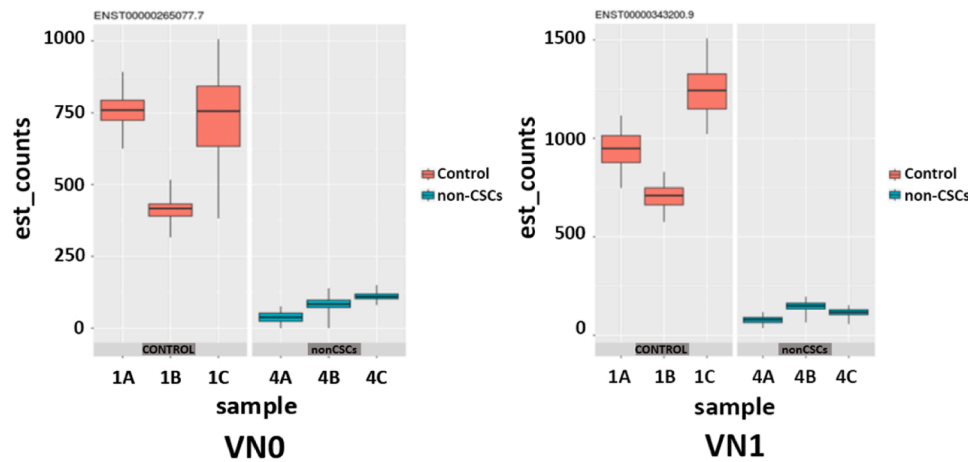 ENST00000265077.7
1000
750
500
250
0
est_counts
CONTROL
nonCSCs
1A 1B 1C 4A 4B 4C
sample
VN0
Control
non-CSCs
ENST00000343200.9
1500
1000
500
0
est_counts
CONTROL
nonCSCs
1A 1B 1C 4A 4B 4C
sample
VN1
Control
non-CSCs